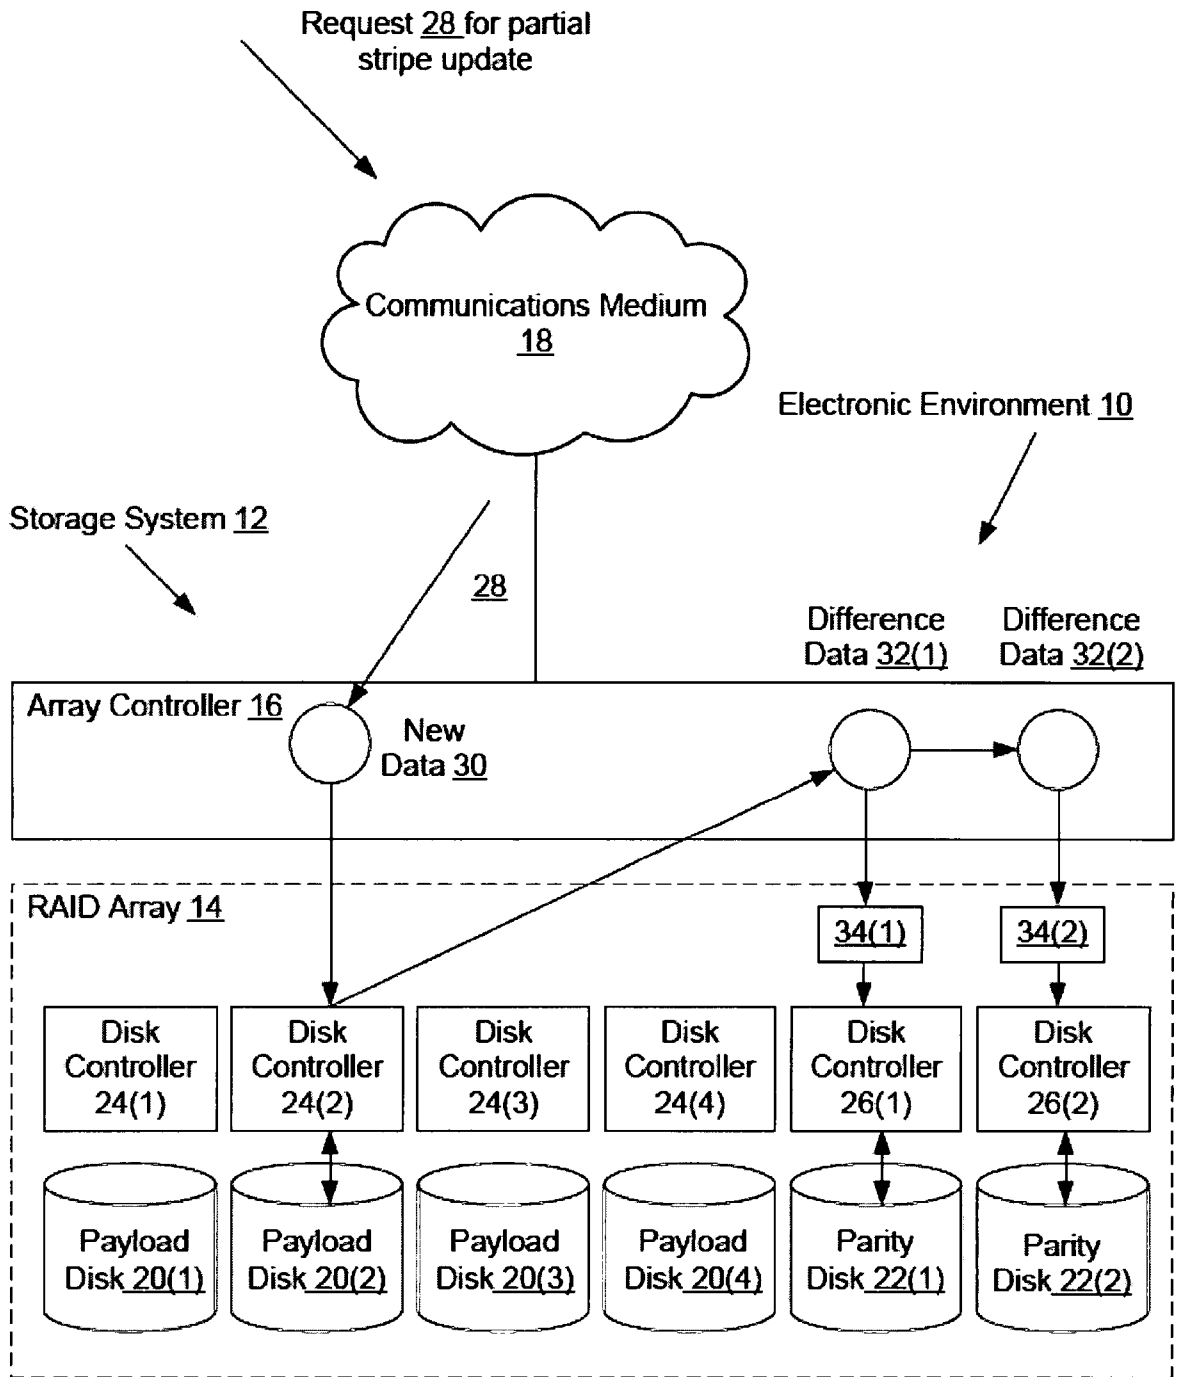 Request 28 for partial
stripe update
Communications Medium
18
Electronic Environment 10
Storage System 12
28
Difference
Data 32(1)
Difference
Data 32(2)
Array Controller 16
New
Data 30
RAID Array 14
34(1)
34(2)
Disk
Controller
24(1)
Disk
Controller
24(2)
Disk
Controller
24(3)
Disk
Controller
24(4)
Disk
Controller
26(1)
Disk
Controller
26(2)
Payload
Disk 20(1)
Payload
Disk 20(2)
Payload
Disk 20(3)
Payload
Disk 20(4)
Parity
Disk 22(1)
Parity
Disk 22(2)